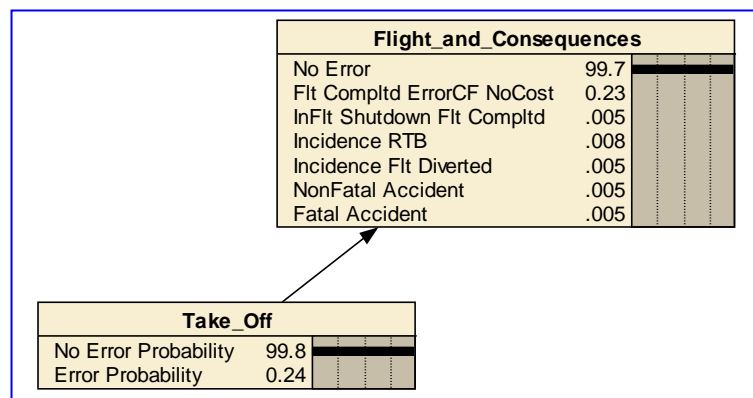 Flight_and_Consequences
No Error 99.7
Flt Compltd ErrorCF NoCost 0.23
InFlt Shutdown Flt Compltd .005
Incidence RTB .008
Incidence Flt Diverted .005
NonFatal Accident .005
Fatal Accident .005
Take_Off
No Error Probability 99.8
Error Probability 0.24